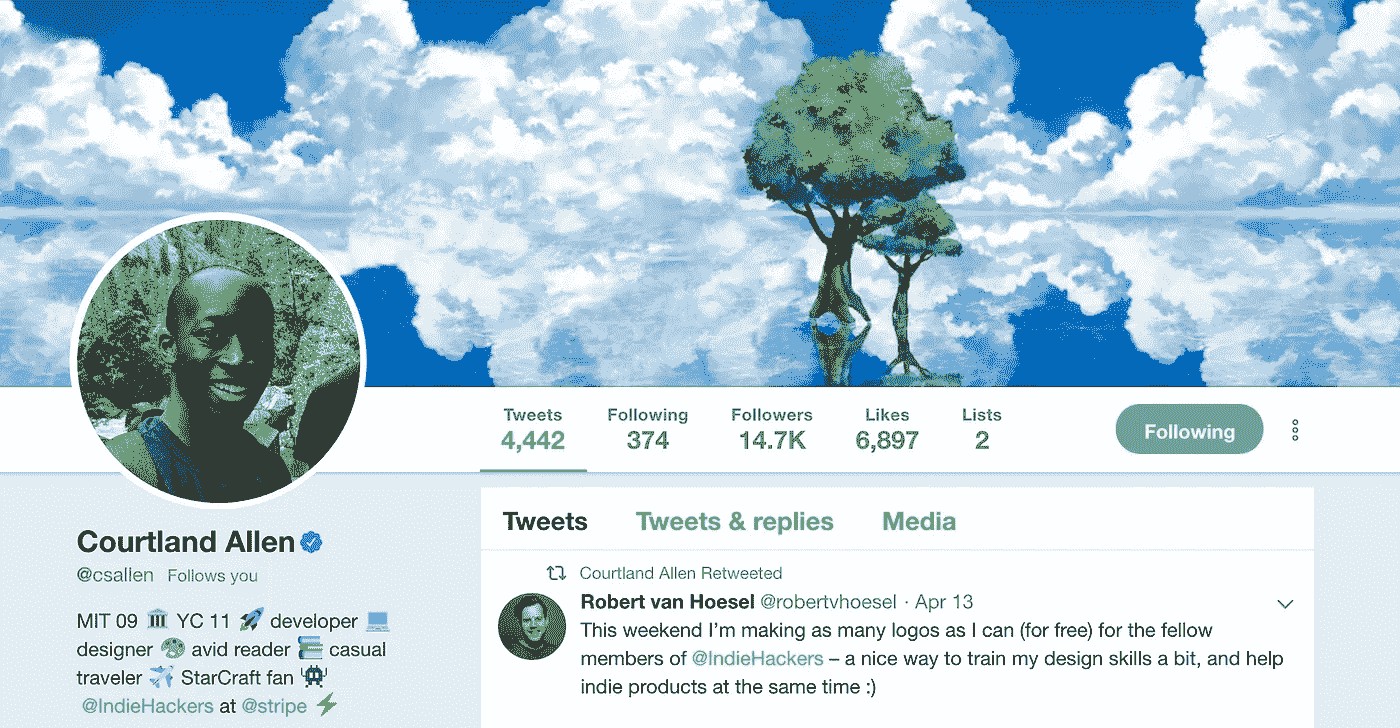 Tweets Following Followers Likes Lists
4,442 374 14.7K 6,897 2
Following
Courtland Allen
@csallen Follows you
MIT 09 🏛 YC 11 🚀 developer 💻
designer 🎨 avid reader 📚 casual
traveler ✈️ StarCraft fan 👾
@IndieHackers at @stripe ⚡
Tweets Tweets & replies Media
Courtland Allen Retweeted
Robert van Hoesel @robertvhoesel · Apr 13
This weekend I’m making as many logos as I can (for free) for the fellow
members of @IndieHackers – a nice way to train my design skills a bit, and help
indie products at the same time :)